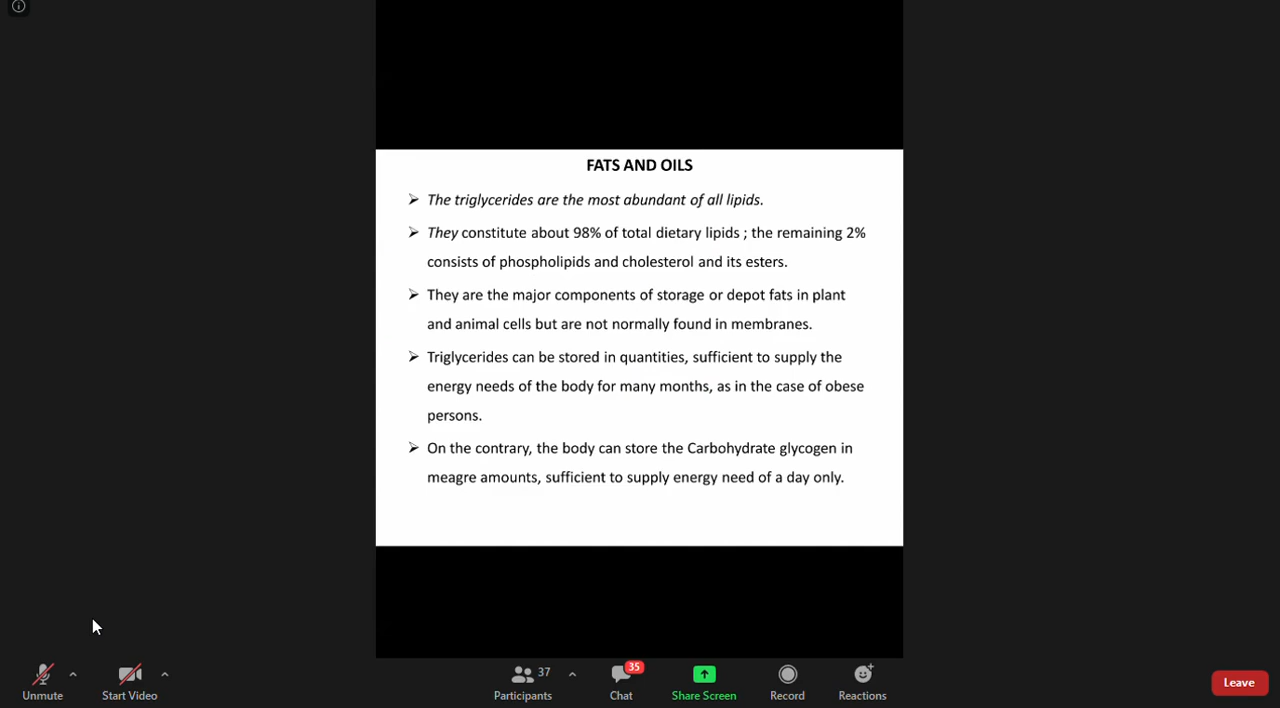 FATS AND OILS
The triglycerides are the most abundant of all lipids.
They constitute about 98% of total dietary lipids ; the remaining 2%
consists of phospholipids and cholesterol and its esters.
They are the major components of storage or depot fats in plant
and animal cells but are not normally found in membranes.
Triglycerides can be stored in quantities, sufficient to supply the
energy needs of the body for many months, as in the case of obese
persons.
On the contrary, the body can store the Carbohydrate glycogen in
meagre amounts, sufficient to supply energy need of a day only.
37
35
Unmute
Start Video
Participants
Chat
Share Screen
Record
Reactions
Leave